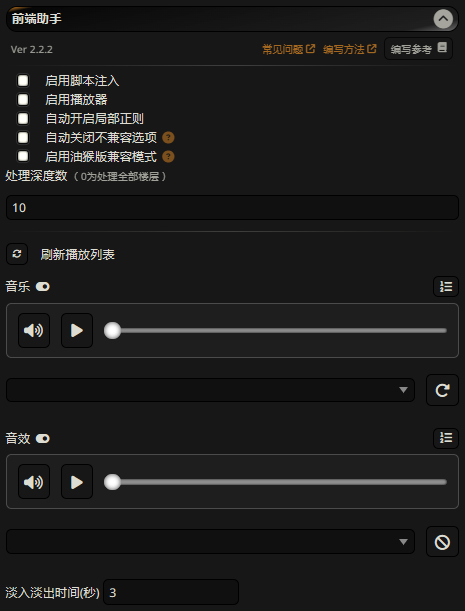 前端助手
Ver 2.2.2 常见问题 编写方法 编写参考
启用脚本注入
启用播放器
自动开启局部正则
自动关闭不兼容选项 ?
启用油猴版兼容模式 ?
处理深度数（0为处理全部楼层）
10
刷新播放列表
音乐
音效
淡入淡出时间(秒) 3